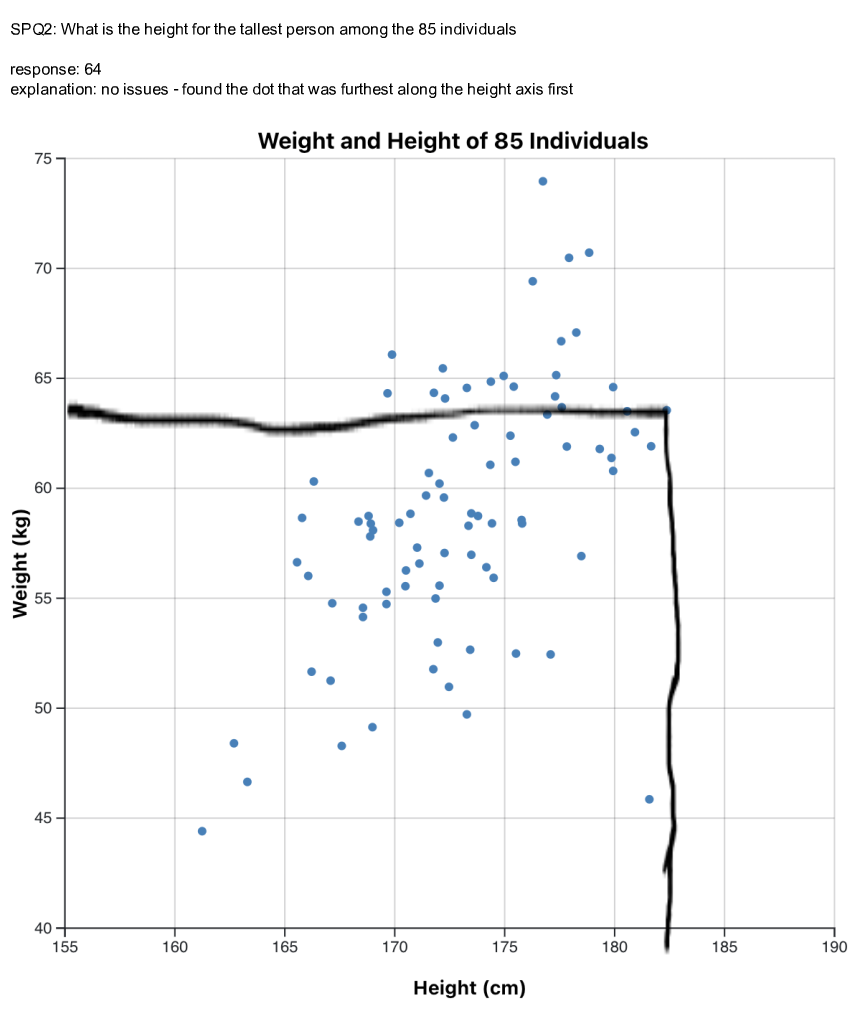 SPQ2: What is the height for the tallest person among the 85 individuals
response: 64
explanation: no issues - found the dot that was furthest along the height axis first
Weight and Height of 85 Individuals
75
70
65
60
55
50
45
40
Weight (kg)
155 160 165 170 175 180 185 190
Height (cm)